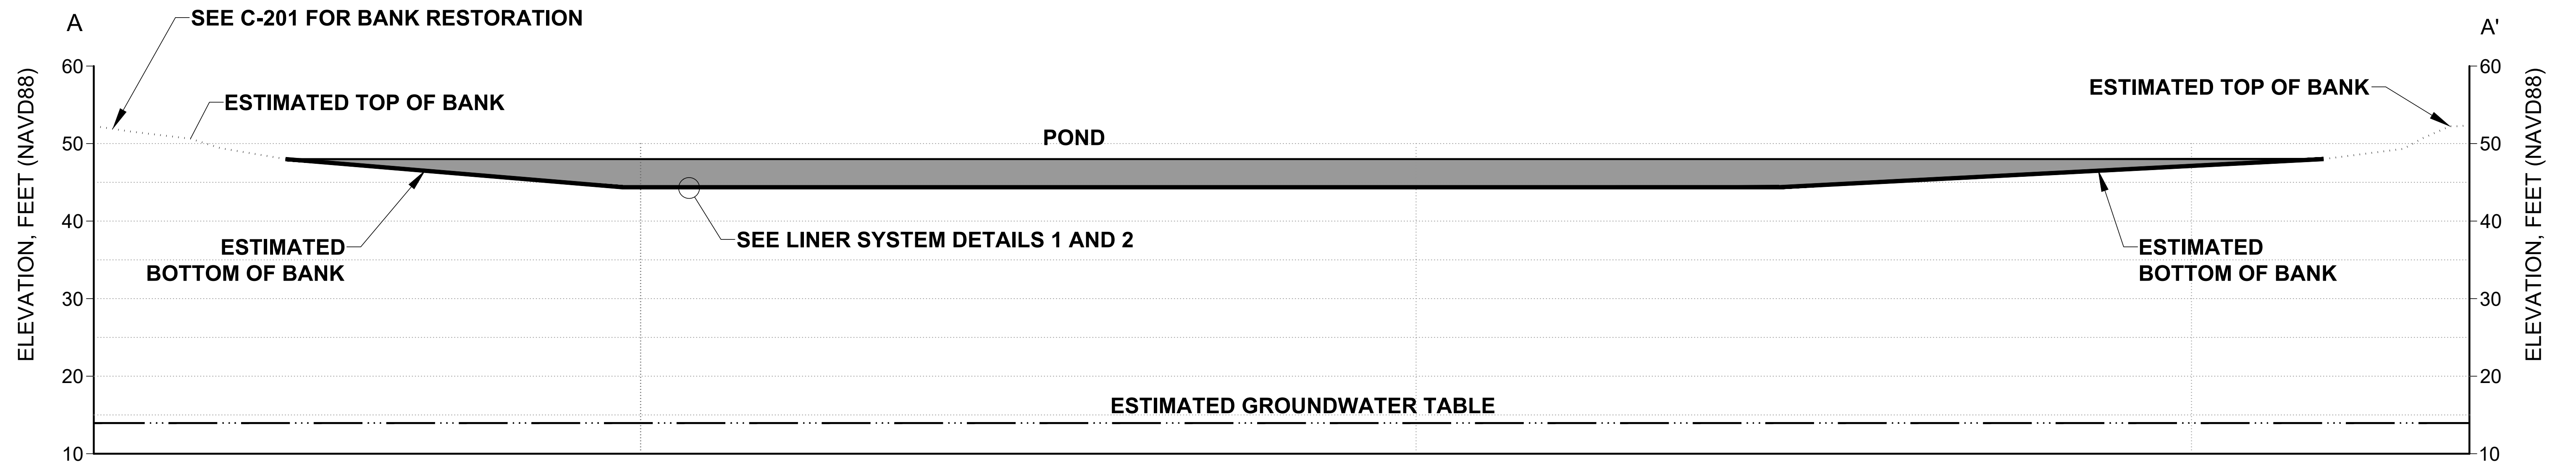 A
SEE C-201 FOR BANK RESTORATION
A'
60
60
ESTIMATED TOP OF BANK
ESTIMATED TOP OF BANK
POND
50
50
ELEVATION, FEET (NAVD88)
ELEVATION, FEET (NAVD88)
40
40
SEE LINER SYSTEM DETAILS 1 AND 2
ESTIMATED
BOTTOM OF BANK
ESTIMATED
BOTTOM OF BANK
30
30
20
20
ESTIMATED GROUNDWATER TABLE
10
10